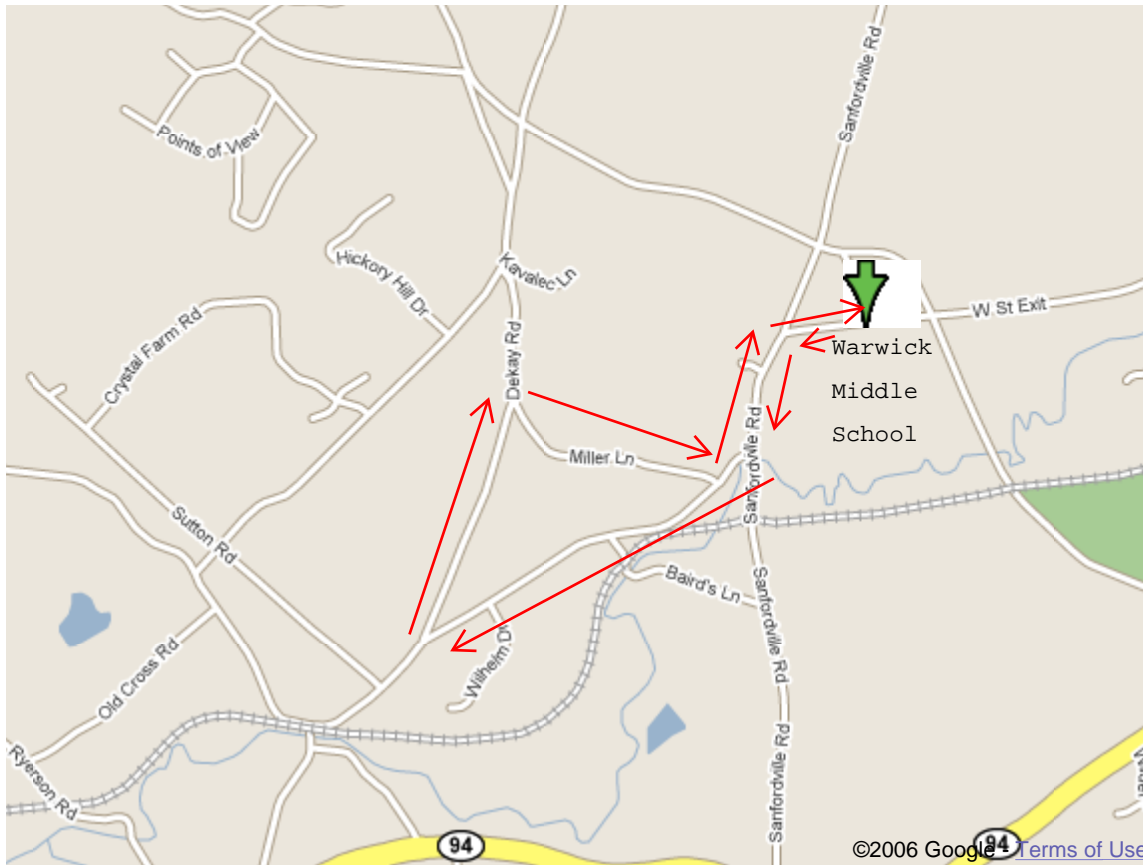 Sanfordville Rd
Points of View
Hickory Hill Dr
Kavalec Ln
W St Exit
Crystal Farm Rd
Warwick
Middle
School
Dekay Rd
Miller Ln
Sanfordville Rd
Sutton Rd
Baird's Ln
Sanfordville Rd
Wilhelm D
Old Cross Rd
Ryerson Rd
Sanfordville Rd
94
94
©2006 Google - Terms of Use